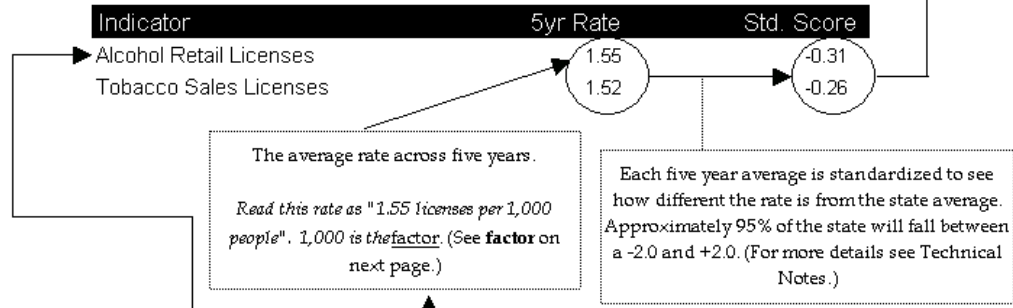 Indicator 5yr Rate Std. Score
Alcohol Retail Licenses 1.55 -0.31
Tobacco Sales Licenses 1.52 -0.26
The average rate across five years.
Read this rate as "1.55 licenses per 1,000
people". 1,000 is the factor. (See factor on
next page.)
Each five year average is standardized to see
how different the rate is from the state average.
Approximately 95% of the state will fall between
a -2.0 and +2.0. (For more details see Technical
Notes.)